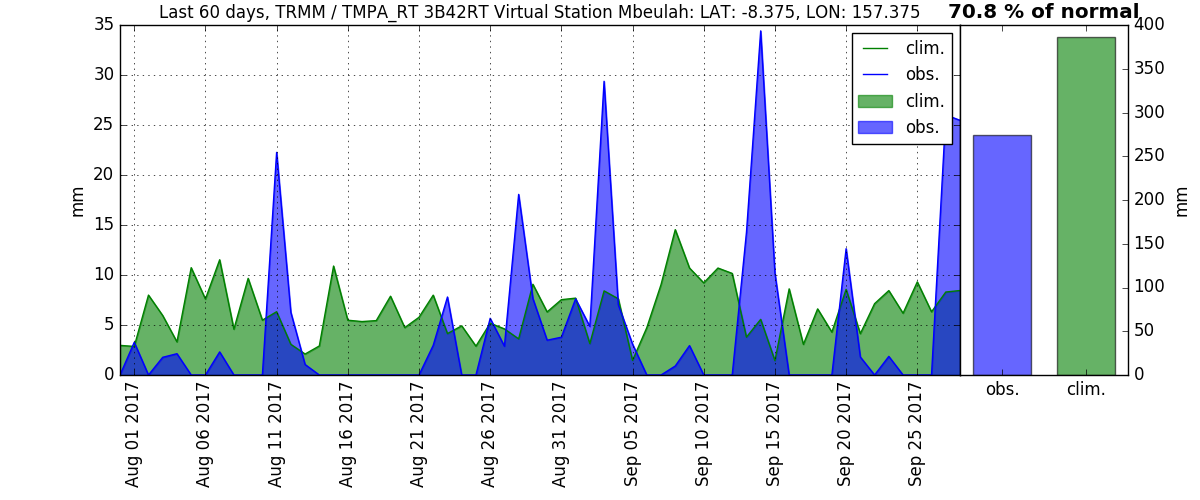 Last 60 days, TRMM / TMPA_RT 3B42RT Virtual Station Mbeulah: LAT: -8.375, LON: 157.375
70.8 % of normal
clim.
obs.
clim.
obs.
mm
35
30
25
20
15
10
5
0
Aug 01 2017
Aug 06 2017
Aug 11 2017
Aug 16 2017
Aug 21 2017
Aug 26 2017
Aug 31 2017
Sep 05 2017
Sep 10 2017
Sep 15 2017
Sep 20 2017
Sep 25 2017
obs.
clim.
400
350
300
250
200
150
100
50
0
mm